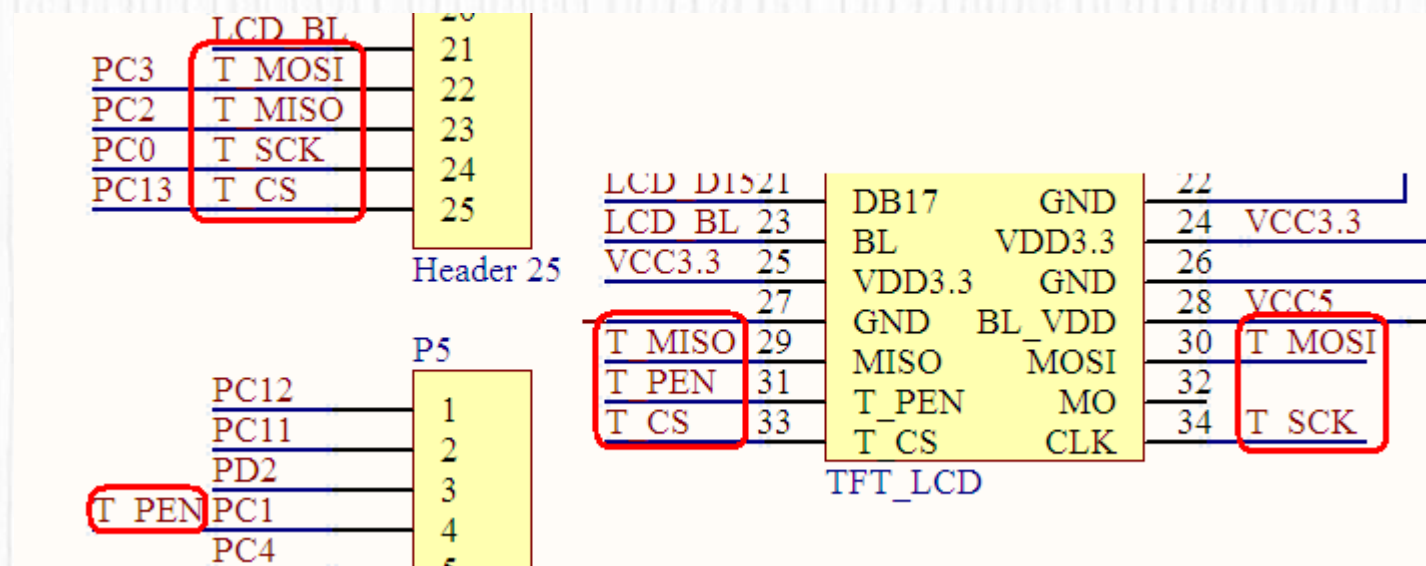 20
LCD_BL 21
PC3 T_MOSI 22
PC2 T_MISO 23
PC0 T_SCK 24
PC13 T_CS 25
Header 25
P5
PC12 1
PC11 2
PD2 3
T_PEN PC1 4
PC4 5
LCD_D15 21 DB17 GND 22
LCD_BL 23 BL VDD3.3 24 VCC3.3
VCC3.3 25 VDD3.3 GND 26
27 GND BL_VDD 28 VCC5
T_MISO 29 MISO MOSI 30 T_MOSI
T_PEN 31 T_PEN MO 32
T_CS 33 T_CS CLK 34 T_SCK
TFT_LCD